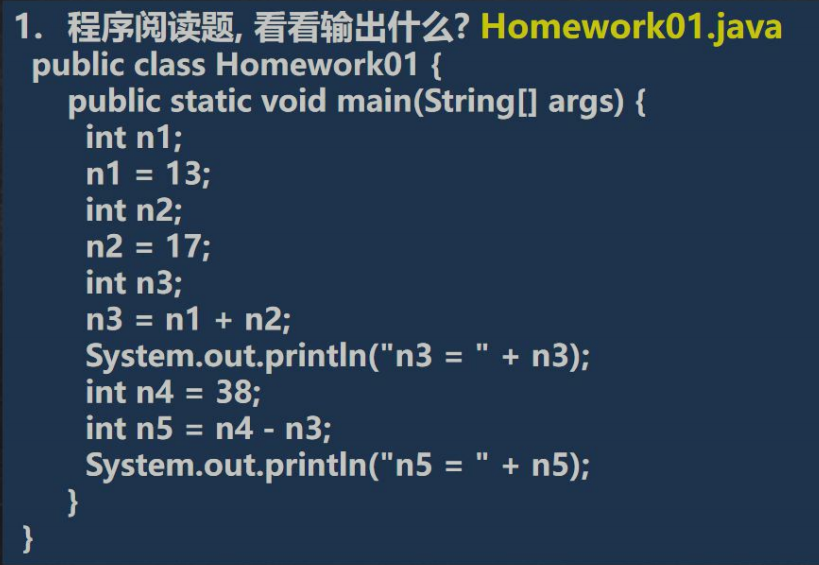 1. 程序阅读题, 看看输出什么? Homework01.java
public class Homework01 {
public static void main(String[] args) {
int n1;
n1 = 13;
int n2;
n2 = 17;
int n3;
n3 = n1 + n2;
System.out.println("n3 = " + n3);
int n4 = 38;
int n5 = n4 - n3;
System.out.println("n5 = " + n5);
}
}